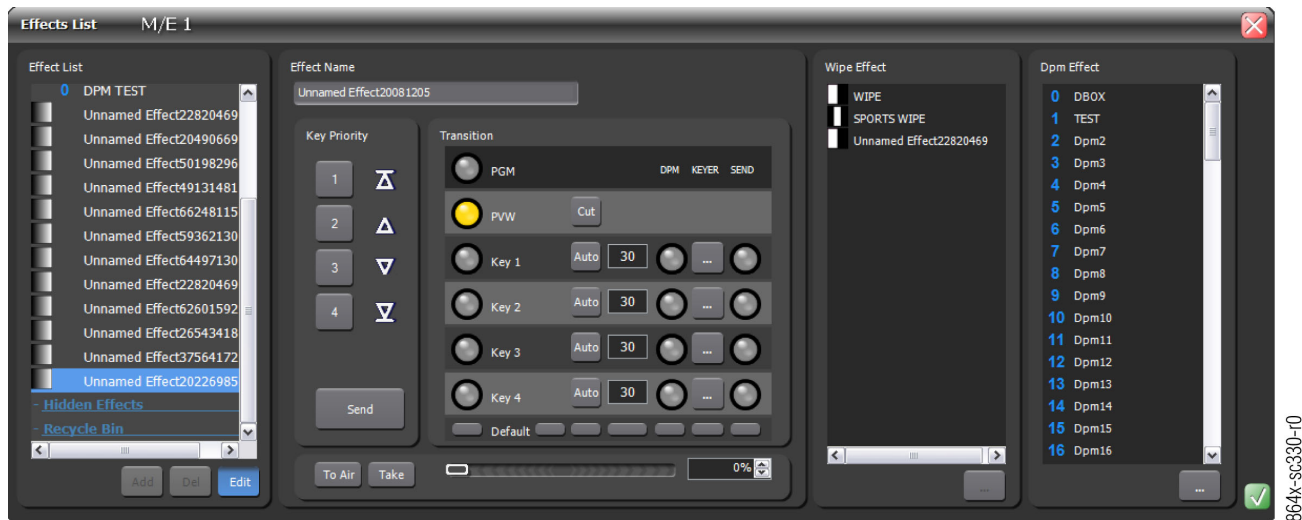 Effects List M/E 1
Effect List
0 DPM TEST
Unnamed Effect22820469
Unnamed Effect20490669
Unnamed Effect50198296
Unnamed Effect49131481
Unnamed Effect66248115
Unnamed Effect59362130
Unnamed Effect64497130
Unnamed Effect22820469
Unnamed Effect62601592
Unnamed Effect26543418
Unnamed Effect37564172
Unnamed Effect20226985
- Hidden Effects
- Recycle Bin
Add Del Edit
Effect Name
Unnamed Effect20081205
Key Priority
1
2
3
4
Send
Transition
PGM DPM KEYER SEND
PVW Cut
Key 1 Auto 30 ...
Key 2 Auto 30 ...
Key 3 Auto 30 ...
Key 4 Auto 30 ...
Default
To Air Take 0%
Wipe Effect
WIPE
SPORTS WIPE
Unnamed Effect22820469
...
Dpm Effect
0 DBOX
1 TEST
2 Dpm2
3 Dpm3
4 Dpm4
5 Dpm5
6 Dpm6
7 Dpm7
8 Dpm8
9 Dpm9
10 Dpm10
11 Dpm11
12 Dpm12
13 Dpm13
14 Dpm14
15 Dpm15
16 Dpm16
...
864x-sc330-r0